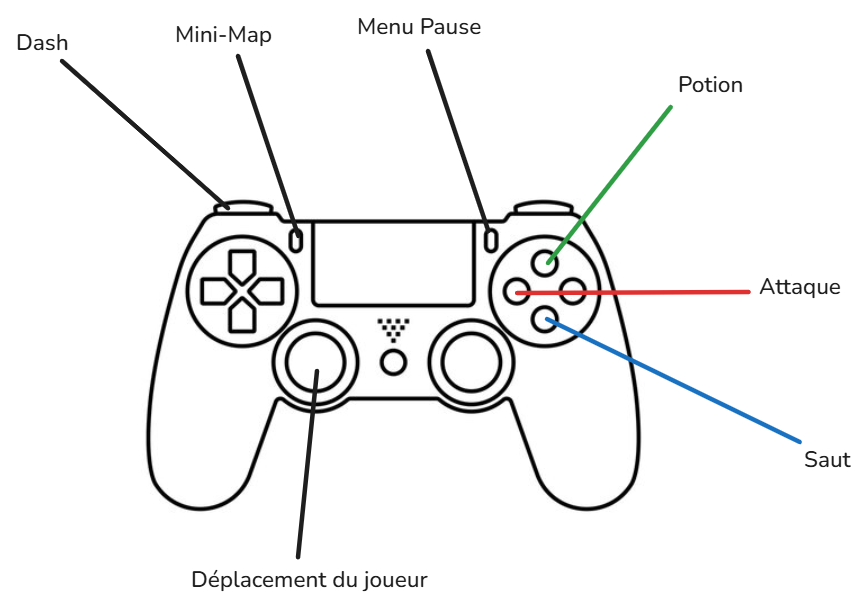 Dash
Mini-Map
Menu Pause
Potion
Attaque
Saut
Déplacement du joueur